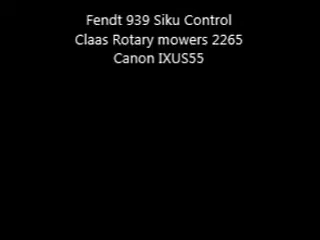 Fendt 939 Siku Control
Claas Rotary mowers 2265
Canon IXUS55